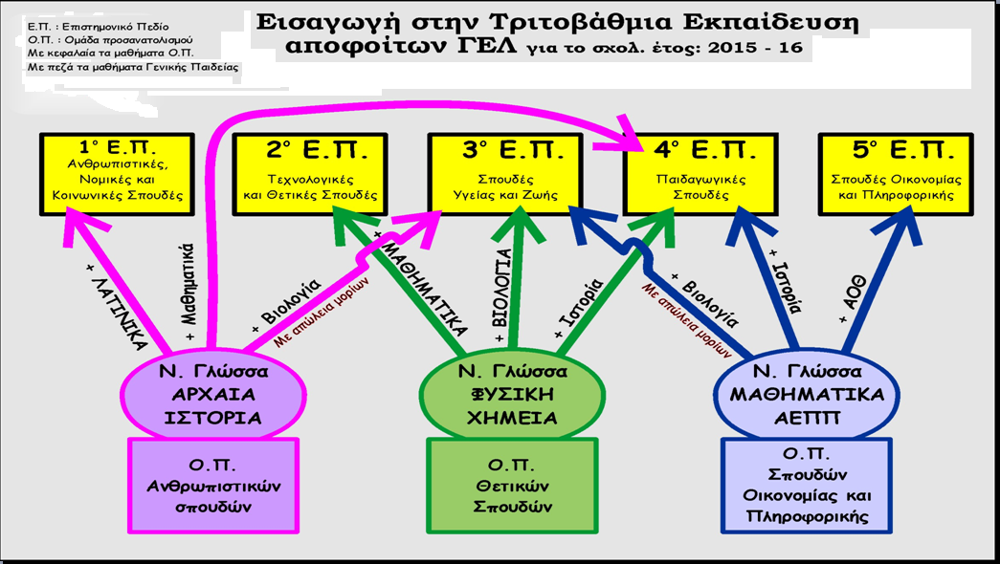 Ε.Π. : Επιστημονικό Πεδίο
Ο.Π. : Ομάδα προσανατολισμού
Με κεφαλαία τα μαθήματα Ο.Π.
Με πεζά τα μαθήματα Γενικής Παιδείας
Εισαγωγή στην Τριτοβάθμια Εκπαίδευση
αποφοίτων ΓΕΛ για το σχολ. έτος: 2015 - 16
1° Ε.Π.
Ανθρωπιστικές,
Νομικές και
Κοινωνικές Σπουδές
2° Ε.Π.
Τεχνολογικές
και Θετικές Σπουδές
3° Ε.Π.
Σπουδές
Υγείας και Ζωής
4° Ε.Π.
Παιδαγωγικές
Σπουδές
5° Ε.Π.
Σπουδές Οικονομίας
και Πληροφορικής
+ ΛΑΤΙΝΙΚΑ
+ Μαθηματικά
+ Βιολογία
Με απώλεια μορίων
+ ΜΑΘΗΜΑΤΙΚΑ
+ ΒΙΟΛΟΓΙΑ
+ Ιστορία
+ Βιολογία
Με απώλεια μορίων
+ Ιστορία
+ ΑΟΘ
Ν. Γλώσσα
ΑΡΧΑΙΑ
ΙΣΤΟΡΙΑ
Ν. Γλώσσα
ΦΥΣΙΚΗ
ΧΗΜΕΙΑ
Ν. Γλώσσα
ΜΑΘΗΜΑΤΙΚΑ
ΑΕΠΠ
Ο.Π.
Ανθρωπιστικών
σπουδών
Ο.Π.
Θετικών
Σπουδών
Ο.Π.
Σπουδών
Οικονομίας και
Πληροφορικής